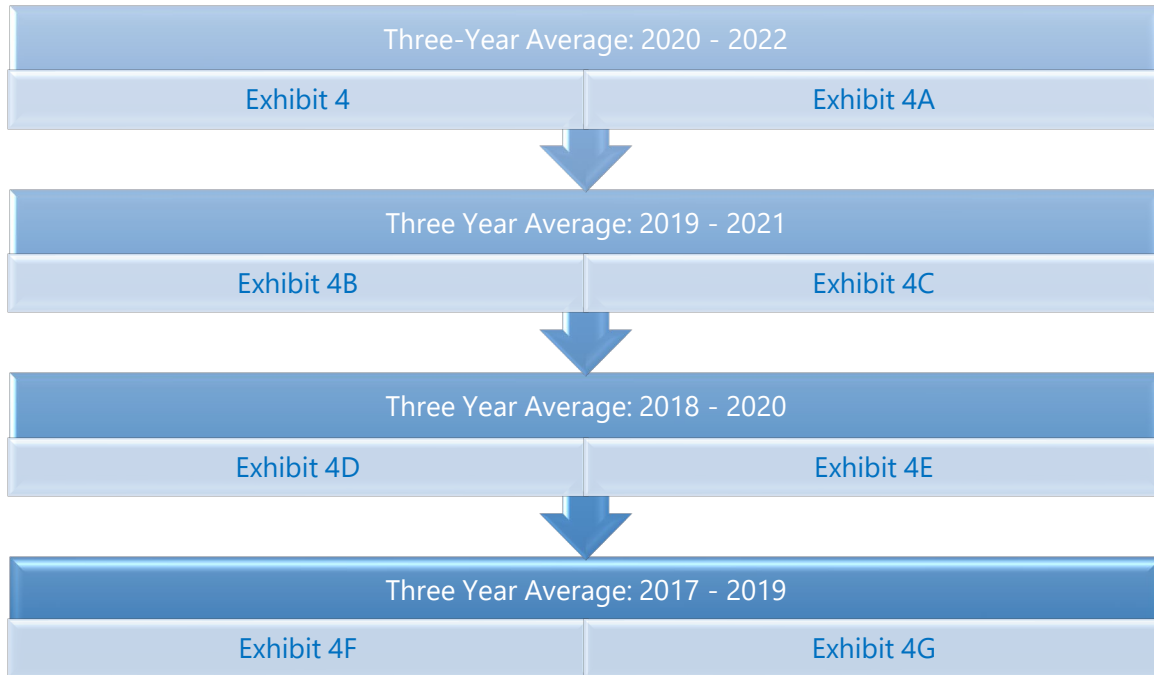 Three-Year Average: 2020 - 2022
Exhibit 4
Exhibit 4A
Three Year Average: 2019 - 2021
Exhibit 4B
Exhibit 4C
Three Year Average: 2018 - 2020
Exhibit 4D
Exhibit 4E
Three Year Average: 2017 - 2019
Exhibit 4F
Exhibit 4G